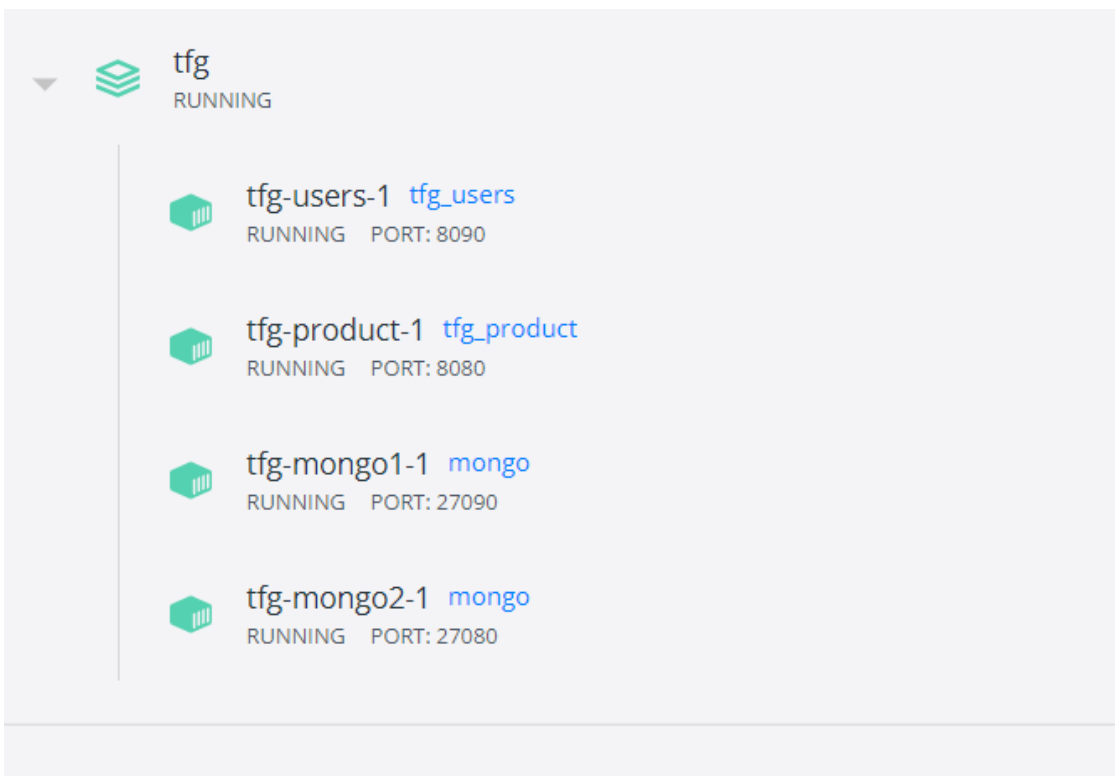 tfg
RUNNING
tfg-users-1 tfg_users
RUNNING PORT: 8090
tfg-product-1 tfg_product
RUNNING PORT: 8080
tfg-mongo1-1 mongo
RUNNING PORT: 27090
tfg-mongo2-1 mongo
RUNNING PORT: 27080